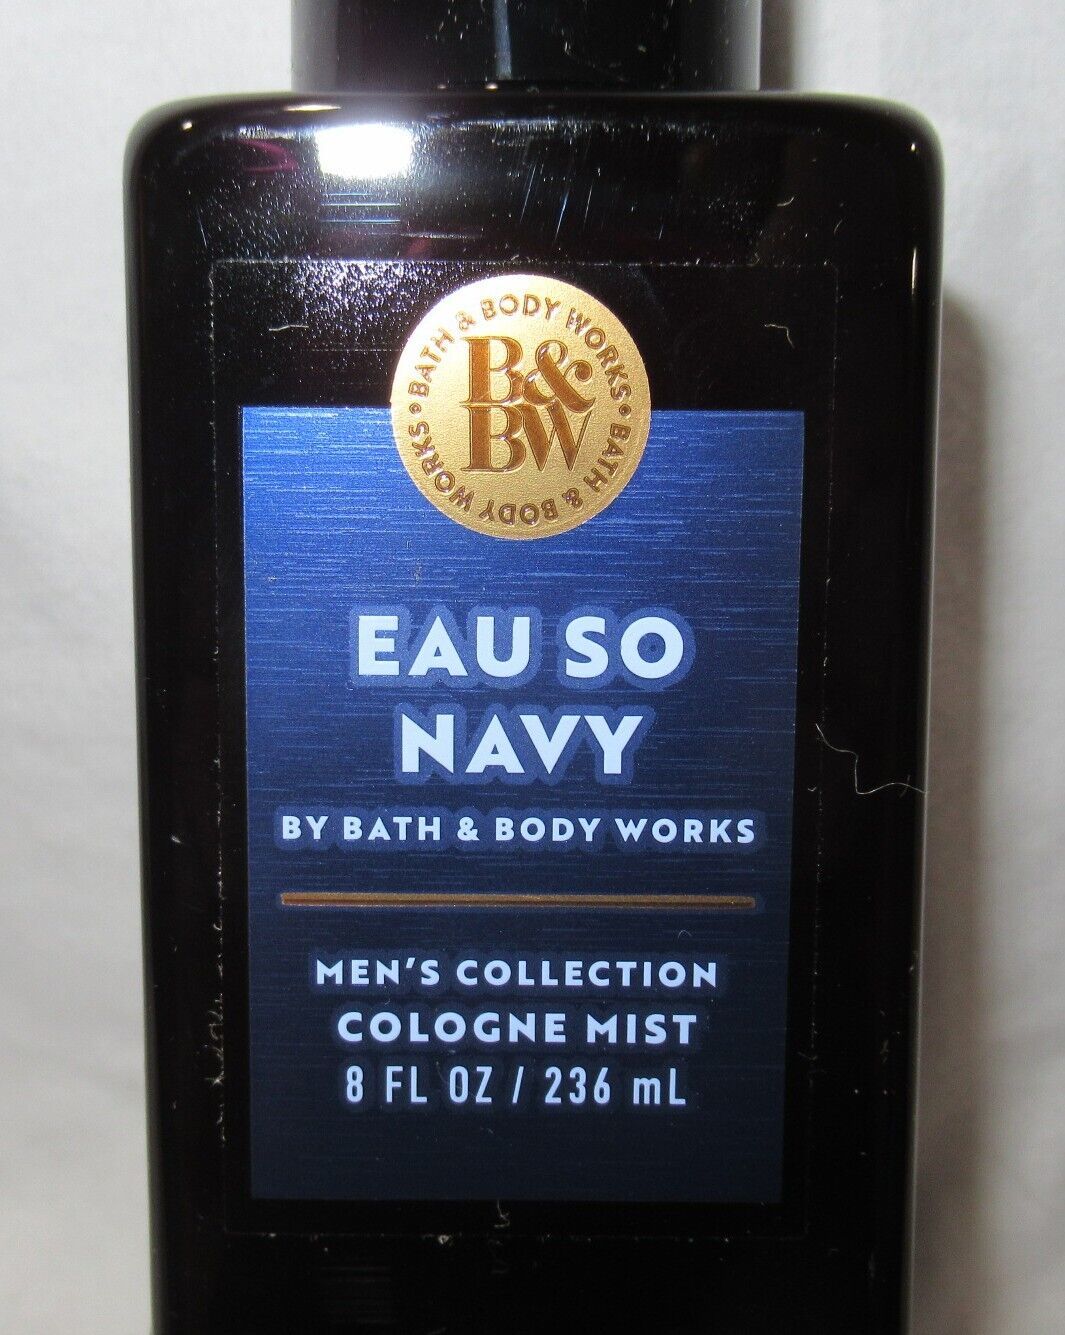 BATH & BODY WORKS • BATH & BODY WORKS •
B&
BW
EAU SO
NAVY
BY BATH & BODY WORKS
MEN'S COLLECTION
COLOGNE MIST
8 FL OZ / 236 mL